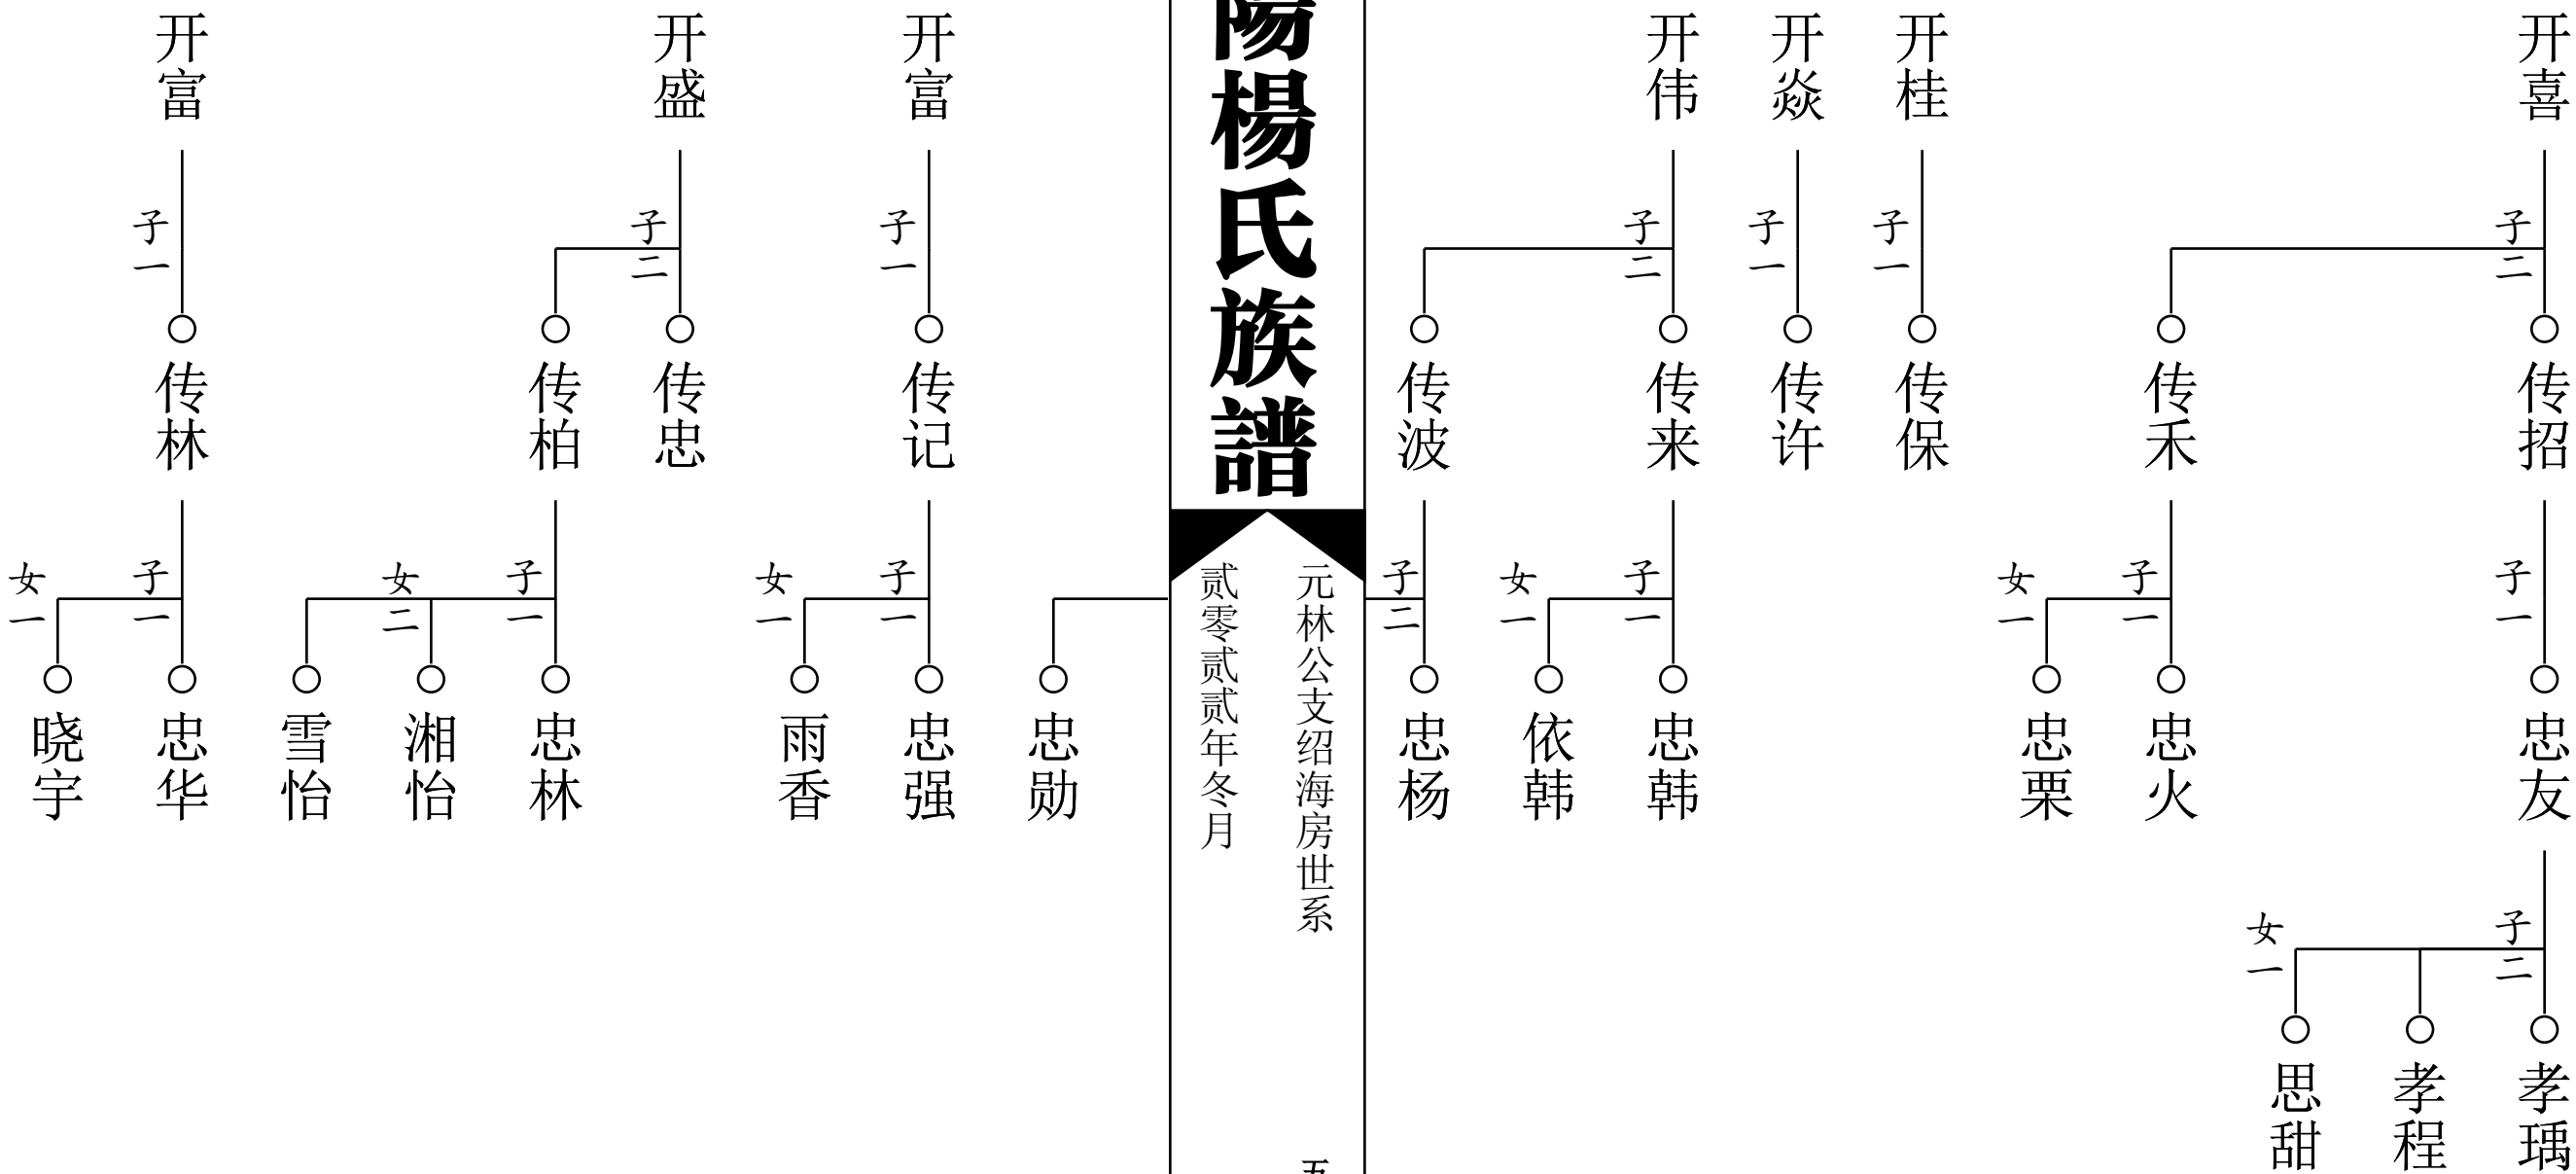 开喜
开桂
开焱
开伟
子二
子一
子一
子二
传招
传禾
传保
传许
传来
传波
子一
子一
女一
子一
女一
子二
忠友
忠火
忠栗
忠韩
依韩
忠杨
子二
女一
孝瑀
孝程
思甜
陽楊氏族譜
元林公支绍海房世系
贰零贰贰年冬月
开富
开盛
开富
子一
子二
子一
传记
传忠
传柏
传林
子一
女一
子一
女二
子一
女一
忠勋
忠强
雨香
忠林
湘怡
雪怡
忠华
晓宇